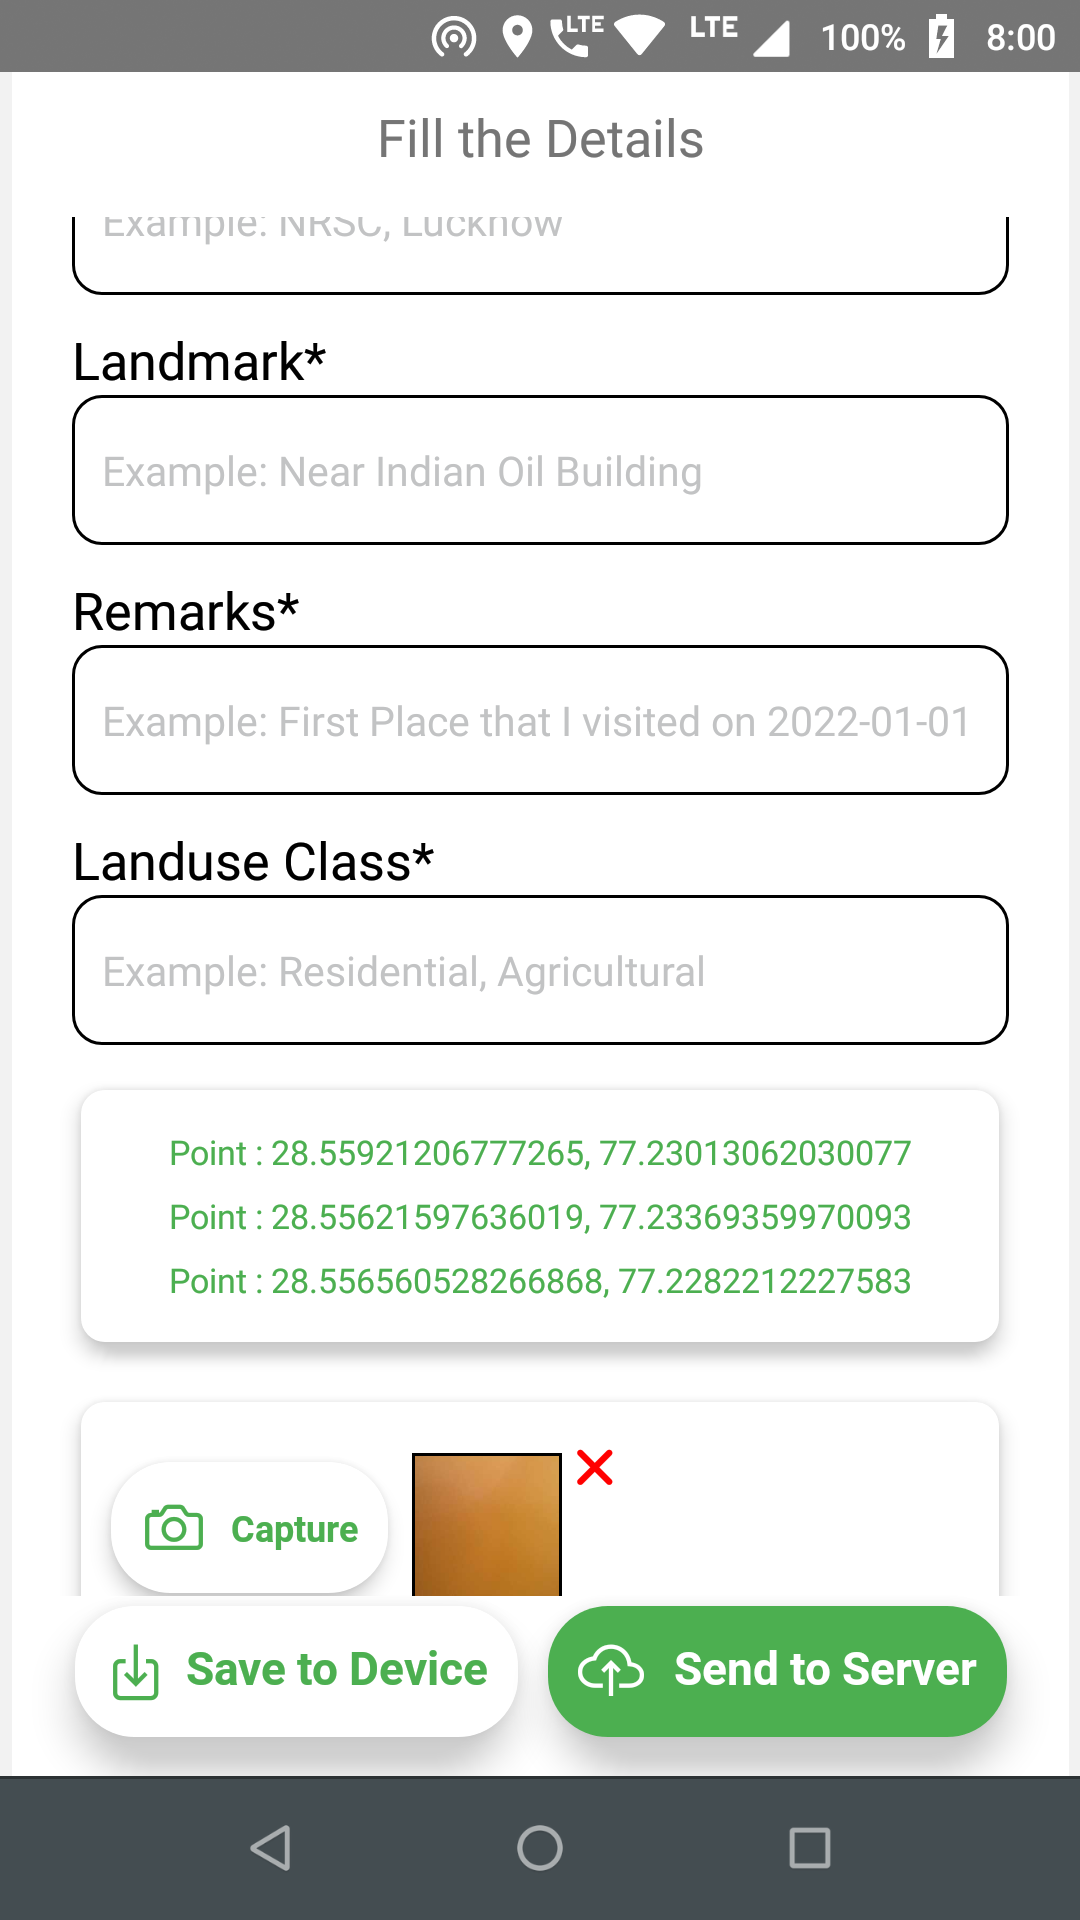 LTE LTE 100% 8:00
Fill the Details
Example: NRSC, Lucknow
Landmark*
Example: Near Indian Oil Building
Remarks*
Example: First Place that I visited on 2022-01-01
Landuse Class*
Example: Residential, Agricultural
Point : 28.55921206777265, 77.23013062030077
Point : 28.55621597636019, 77.23369359970093
Point : 28.556560528266868, 77.2282212227583
Capture
Save to Device
Send to Server